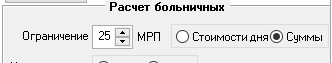 Расчет больничных
Ограничение 25 МРП Стоимости дня Суммы